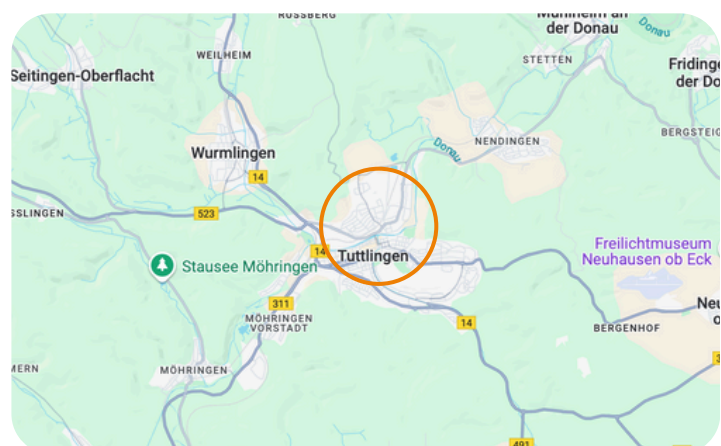 RUSSBERG
Mühlheim an
der Donau
Donau
WEILHEIM
STETTEN
Seitingen-Oberflacht
Fridinge
der Do
BERGSTEIG
NENDINGEN
Donau
Wurmlingen
14
SSLINGEN
523
14
Tuttlingen
Freilichtmuseum
Neuhausen ob Eck
Stausee Möhringen
311
MÖHRINGEN
VORSTADT
14
BERGENHOF
Neu
o
3
MERN
MÖHRINGEN
491